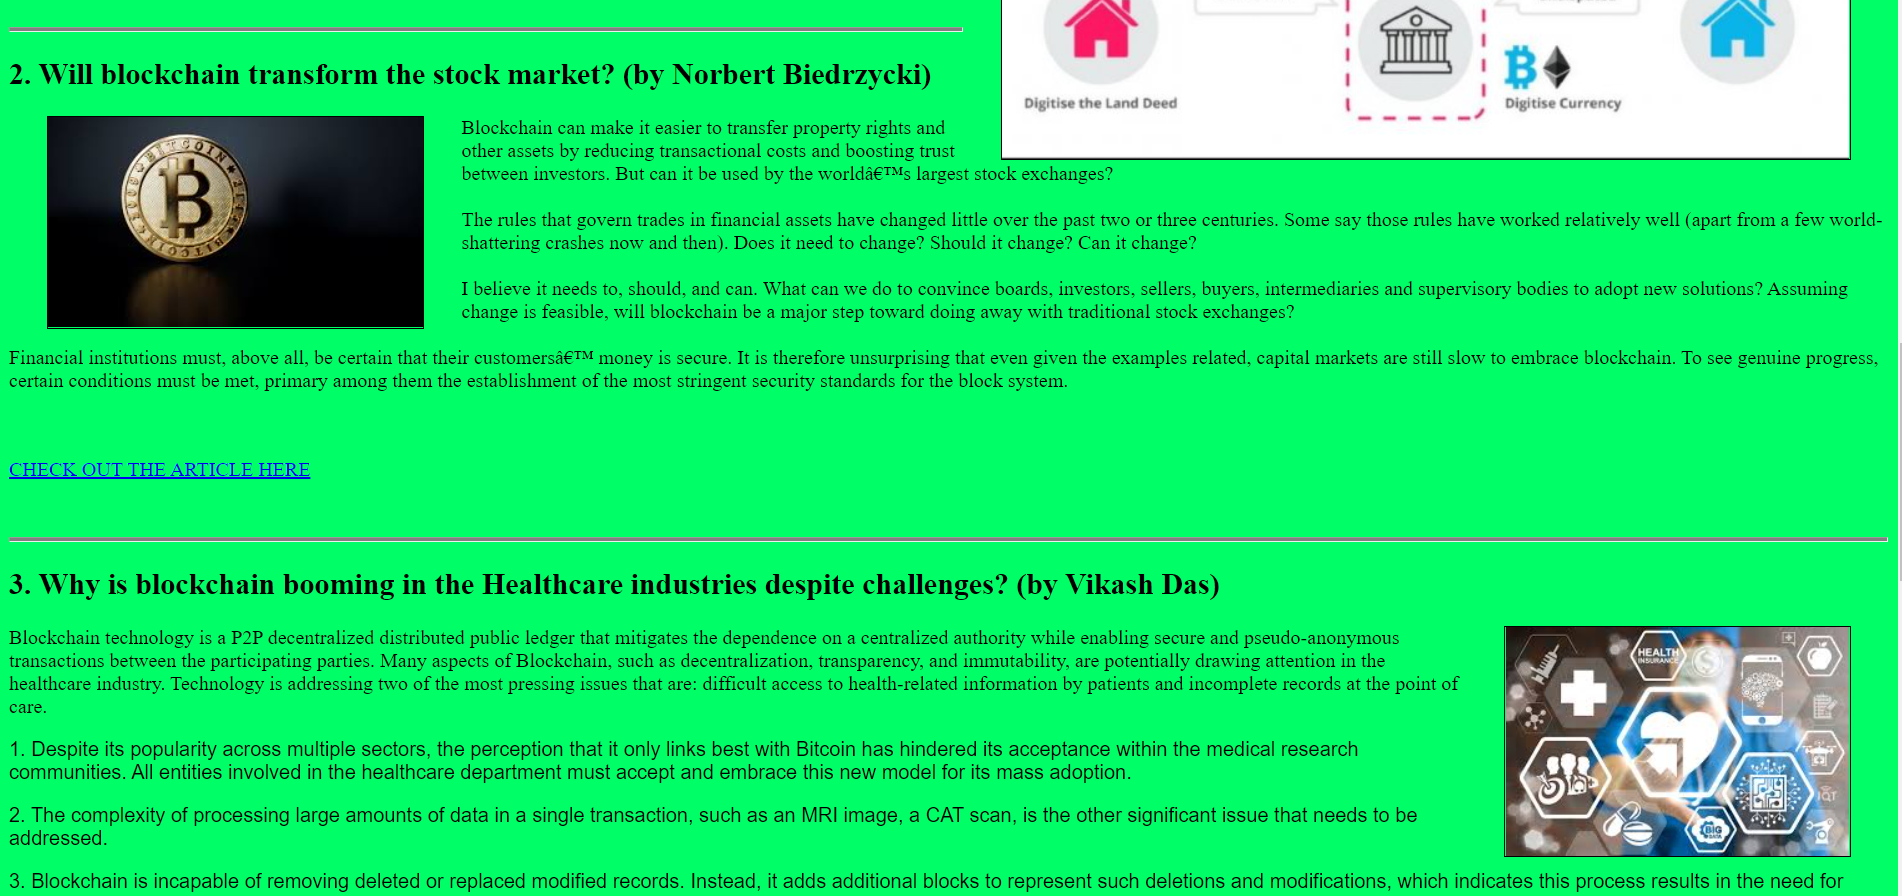 Digitise the Land Deed
Digitise Currency
2. Will blockchain transform the stock market? (by Norbert Biedrzycki)
BITCOIN
Blockchain can make it easier to transfer property rights and
other assets by reducing transactional costs and boosting trust
between investors. But can it be used by the worldâ€™s largest stock exchanges?
The rules that govern trades in financial assets have changed little over the past two or three centuries. Some say those rules have worked relatively well (apart from a few world-
shattering crashes now and then). Does it need to change? Should it change? Can it change?
I believe it needs to, should, and can. What can we do to convince boards, investors, sellers, buyers, intermediaries and supervisory bodies to adopt new solutions? Assuming
change is feasible, will blockchain be a major step toward doing away with traditional stock exchanges?
Financial institutions must, above all, be certain that their customersâ€™ money is secure. It is therefore unsurprising that even given the examples related, capital markets are still slow to embrace blockchain. To see genuine progress,
certain conditions must be met, primary among them the establishment of the most stringent security standards for the block system.
CHECK OUT THE ARTICLE HERE
3. Why is blockchain booming in the Healthcare industries despite challenges? (by Vikash Das)
Blockchain technology is a P2P decentralized distributed public ledger that mitigates the dependence on a centralized authority while enabling secure and pseudo-anonymous
transactions between the participating parties. Many aspects of Blockchain, such as decentralization, transparency, and immutability, are potentially drawing attention in the
healthcare industry. Technology is addressing two of the most pressing issues that are: difficult access to health-related information by patients and incomplete records at the point of
care.
HEALTH
INSURANCE
IOT
BIG
DATA
1. Despite its popularity across multiple sectors, the perception that it only links best with Bitcoin has hindered its acceptance within the medical research
communities. All entities involved in the healthcare department must accept and embrace this new model for its mass adoption.
2. The complexity of processing large amounts of data in a single transaction, such as an MRI image, a CAT scan, is the other significant issue that needs to be
addressed.
3. Blockchain is incapable of removing deleted or replaced modified records. Instead, it adds additional blocks to represent such deletions and modifications, which indicates this process results in the need for